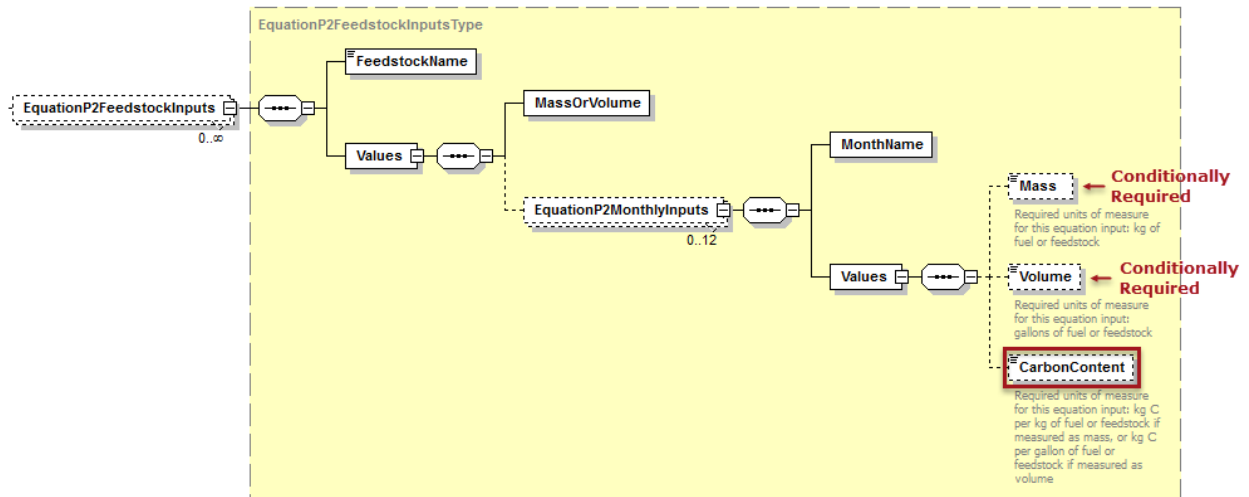 EquationP2FeedstockInputsType
FeedstockName
EquationP2FeedstockInputs
0..∞
MassOrVolume
Values
MonthName
EquationP2MonthlyInputs
0..12
Mass
Conditionally
Required
Required units of measure
for this equation input: kg of
fuel or feedstock
Values
Volume
Conditionally
Required
Required units of measure
for this equation input:
gallons of fuel or feedstock
CarbonContent
Required units of measure
for this equation input: kg C
per kg of fuel or feedstock if
measured as mass, or kg C
per gallon of fuel or
feedstock if measured as
volume